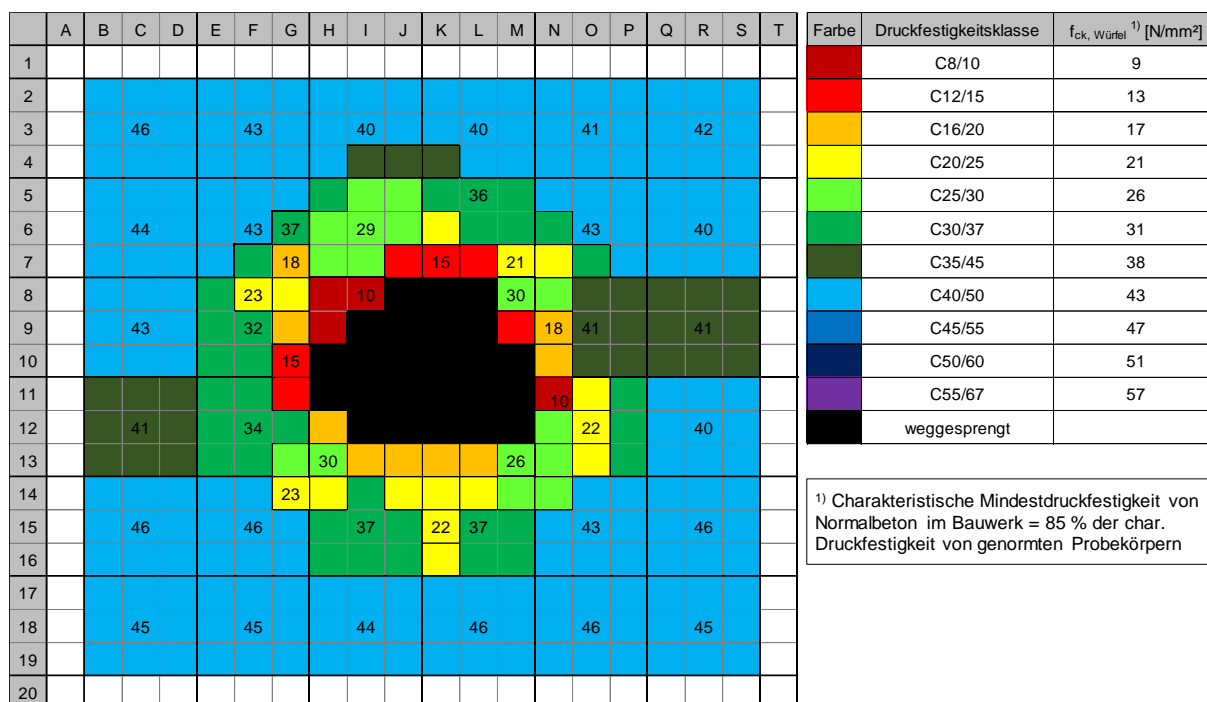 A B C D E F G H I J K L M N O P Q R S T
1
2
3 46 43 40 40 41 42
4
5 36
6 44 43 37 29 43 40
7 18 15 21
8 23 10 30
9 43 32 18 41 41
10 15
11 10
12 41 34 22 40
13 30 26
14 23
15 46 46 37 22 37 43 46
16
17
18 45 45 44 46 46 45
19
20
Farbe Druckfestigkeitsklasse fck, Würfel 1) [N/mm²]
C8/10 9
C12/15 13
C16/20 17
C20/25 21
C25/30 26
C30/37 31
C35/45 38
C40/50 43
C45/55 47
C50/60 51
C55/67 57
weggesprengt
1) Charakteristische Mindestdruckfestigkeit von
Normalbeton im Bauwerk = 85 % der char.
Druckfestigkeit von genormten Probekörpern